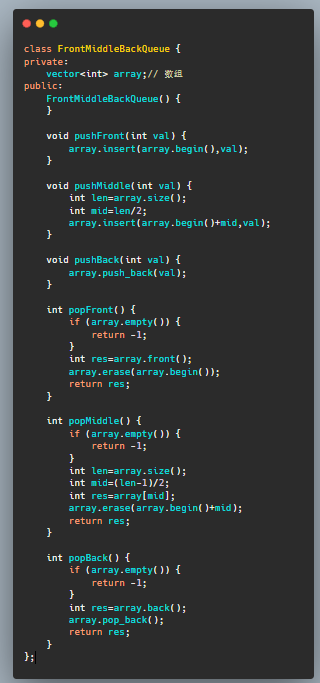 class FrontMiddleBackQueue {
private:
    vector<int> array;// 数组
public:
    FrontMiddleBackQueue() {
    }

    void pushFront(int val) {
        array.insert(array.begin(),val);
    }

    void pushMiddle(int val) {
        int len=array.size();
        int mid=len/2;
        array.insert(array.begin()+mid,val);
    }

    void pushBack(int val) {
        array.push_back(val);
    }

    int popFront() {
        if (array.empty()) {
            return -1;
        }
        int res=array.front();
        array.erase(array.begin());
        return res;
    }

    int popMiddle() {
        if (array.empty()) {
            return -1;
        }
        int len=array.size();
        int mid=(len-1)/2;
        int res=array[mid];
        array.erase(array.begin()+mid);
        return res;
    }

    int popBack() {
        if (array.empty()) {
            return -1;
        }
        int res=array.back();
        array.pop_back();
        return res;
    }
};